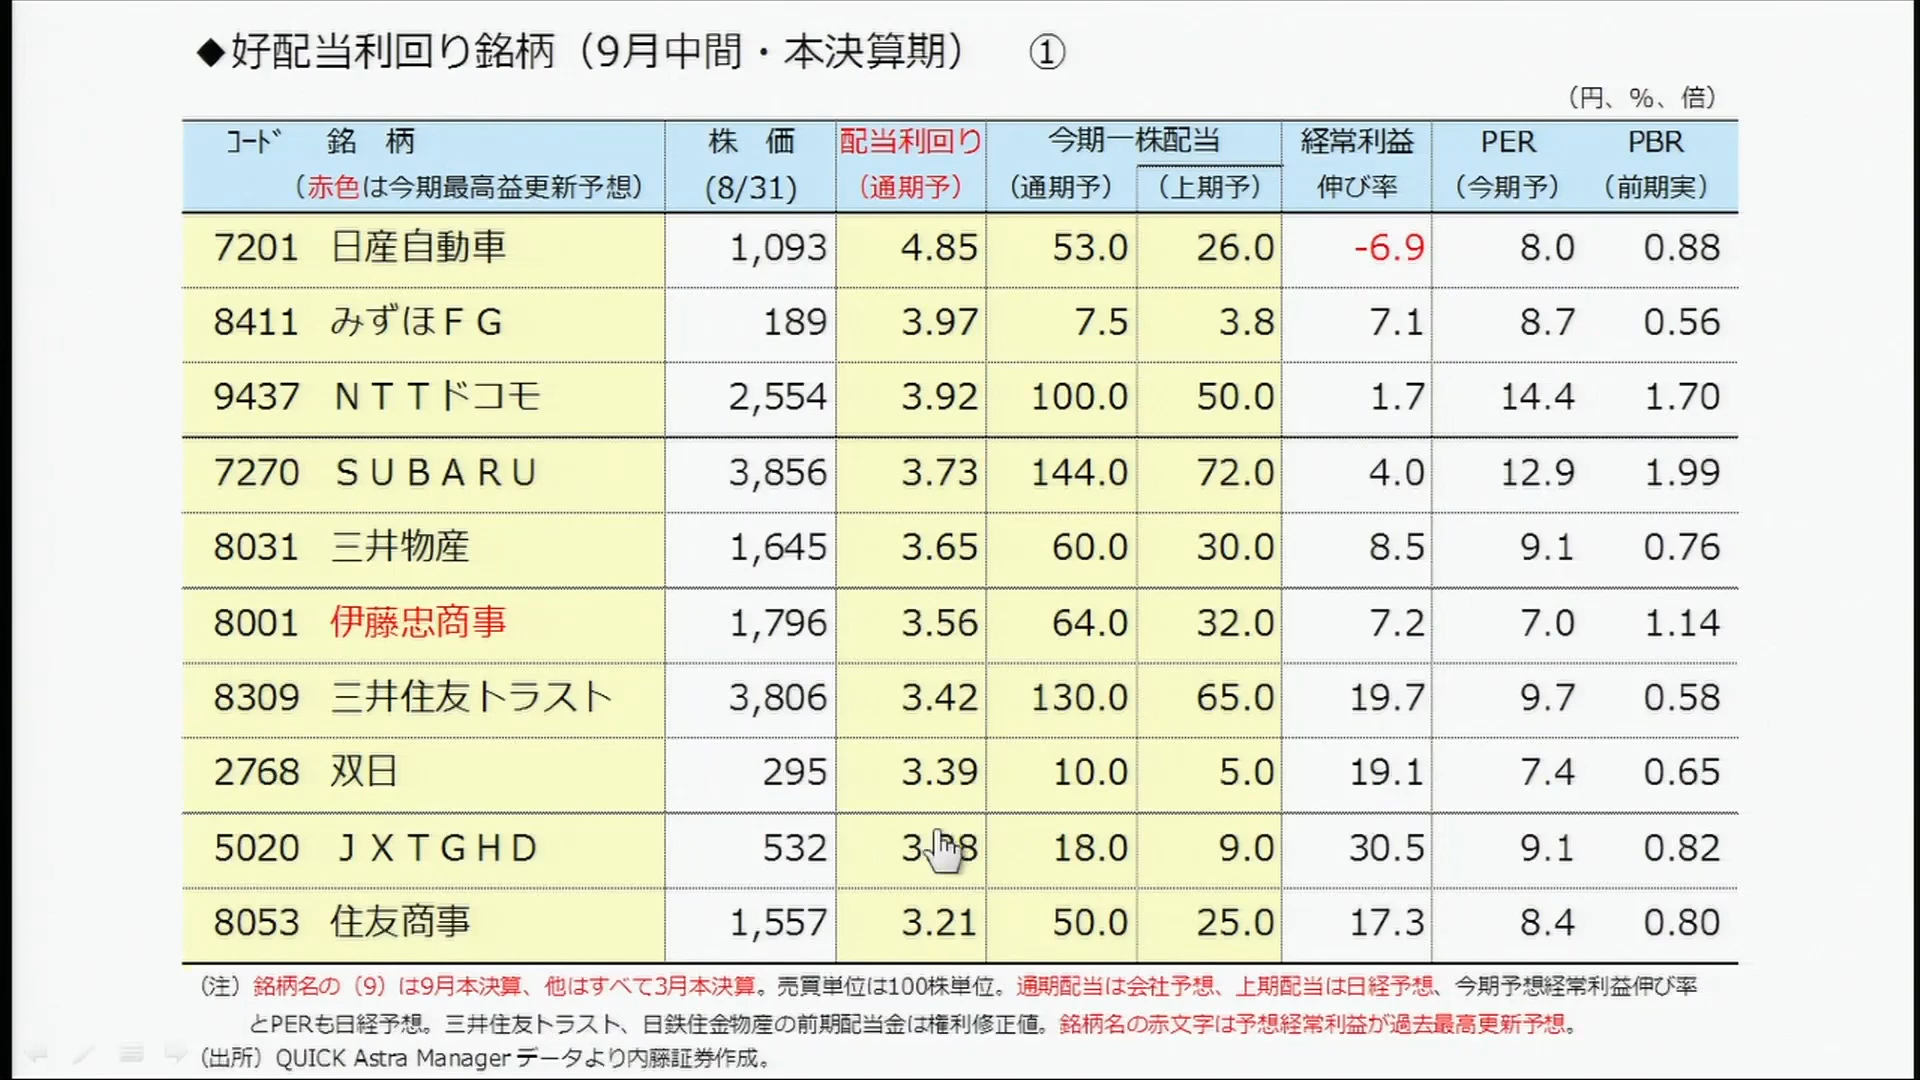 ◆好配当利回り銘柄（9月中間・本決算期） ①
（円、%、倍）
ｺｰﾄﾞ 銘 柄 株 価 配当利回り 今期一株配当 経常利益 PER PBR
（赤色は今期最高益更新予想） (8/31) （通期予） （通期予） （上期予） 伸び率 （今期予） （前期実）
7201 日産自動車 1,093 4.85 53.0 26.0 -6.9 8.0 0.88
8411 みずほＦＧ 189 3.97 7.5 3.8 7.1 8.7 0.56
9437 ＮＴＴドコモ 2,554 3.92 100.0 50.0 1.7 14.4 1.70
7270 ＳＵＢＡＲＵ 3,856 3.73 144.0 72.0 4.0 12.9 1.99
8031 三井物産 1,645 3.65 60.0 30.0 8.5 9.1 0.76
8001 伊藤忠商事 1,796 3.56 64.0 32.0 7.2 7.0 1.14
8309 三井住友トラスト 3,806 3.42 130.0 65.0 19.7 9.7 0.58
2768 双日 295 3.39 10.0 5.0 19.1 7.4 0.65
5020 ＪＸＴＧＨＤ 532 18.0 9.0 30.5 9.1 0.82
8053 住友商事 1,557 3.21 50.0 25.0 17.3 8.4 0.80
（注）銘柄名の（9）は9月本決算、他はすべて3月本決算。売買単位は100株単位。通期配当は会社予想、上期配当は日経予想、今期予想経常利益伸び率
とPERも日経予想。三井住友トラスト、日鉄住金物産の前期配当金は権利修正値。銘柄名の赤文字は予想経常利益が過去最高更新予想。
（出所）QUICK Astra Manager データより内藤証券作成。